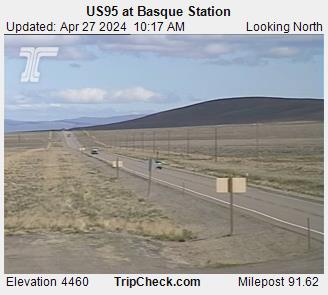 US95 at Basque Station
Updated: Apr 27 2024 10:17 AM Looking North
Elevation 4460 TripCheck.com Milepost 91.62